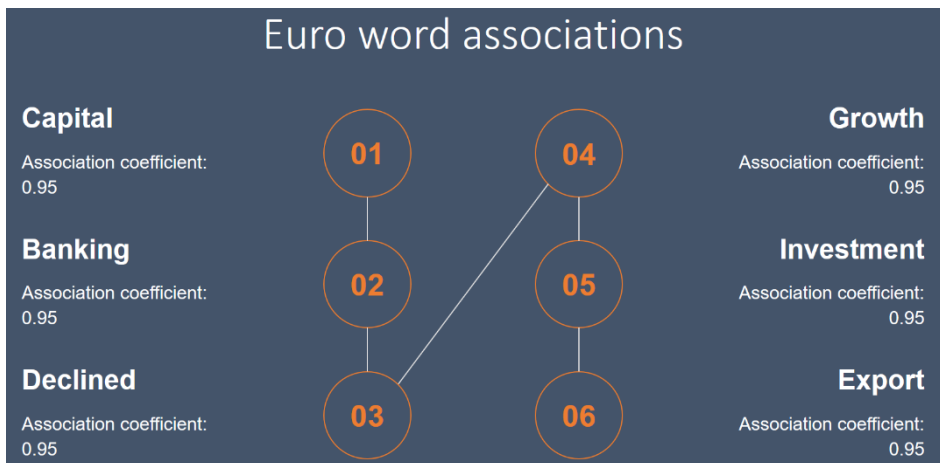 Euro word associations
Capital
Association coefficient:
0.95
01
Banking
Association coefficient:
0.95
02
Declined
Association coefficient:
0.95
03
04
Growth
Association coefficient:
0.95
05
Investment
Association coefficient:
0.95
06
Export
Association coefficient:
0.95